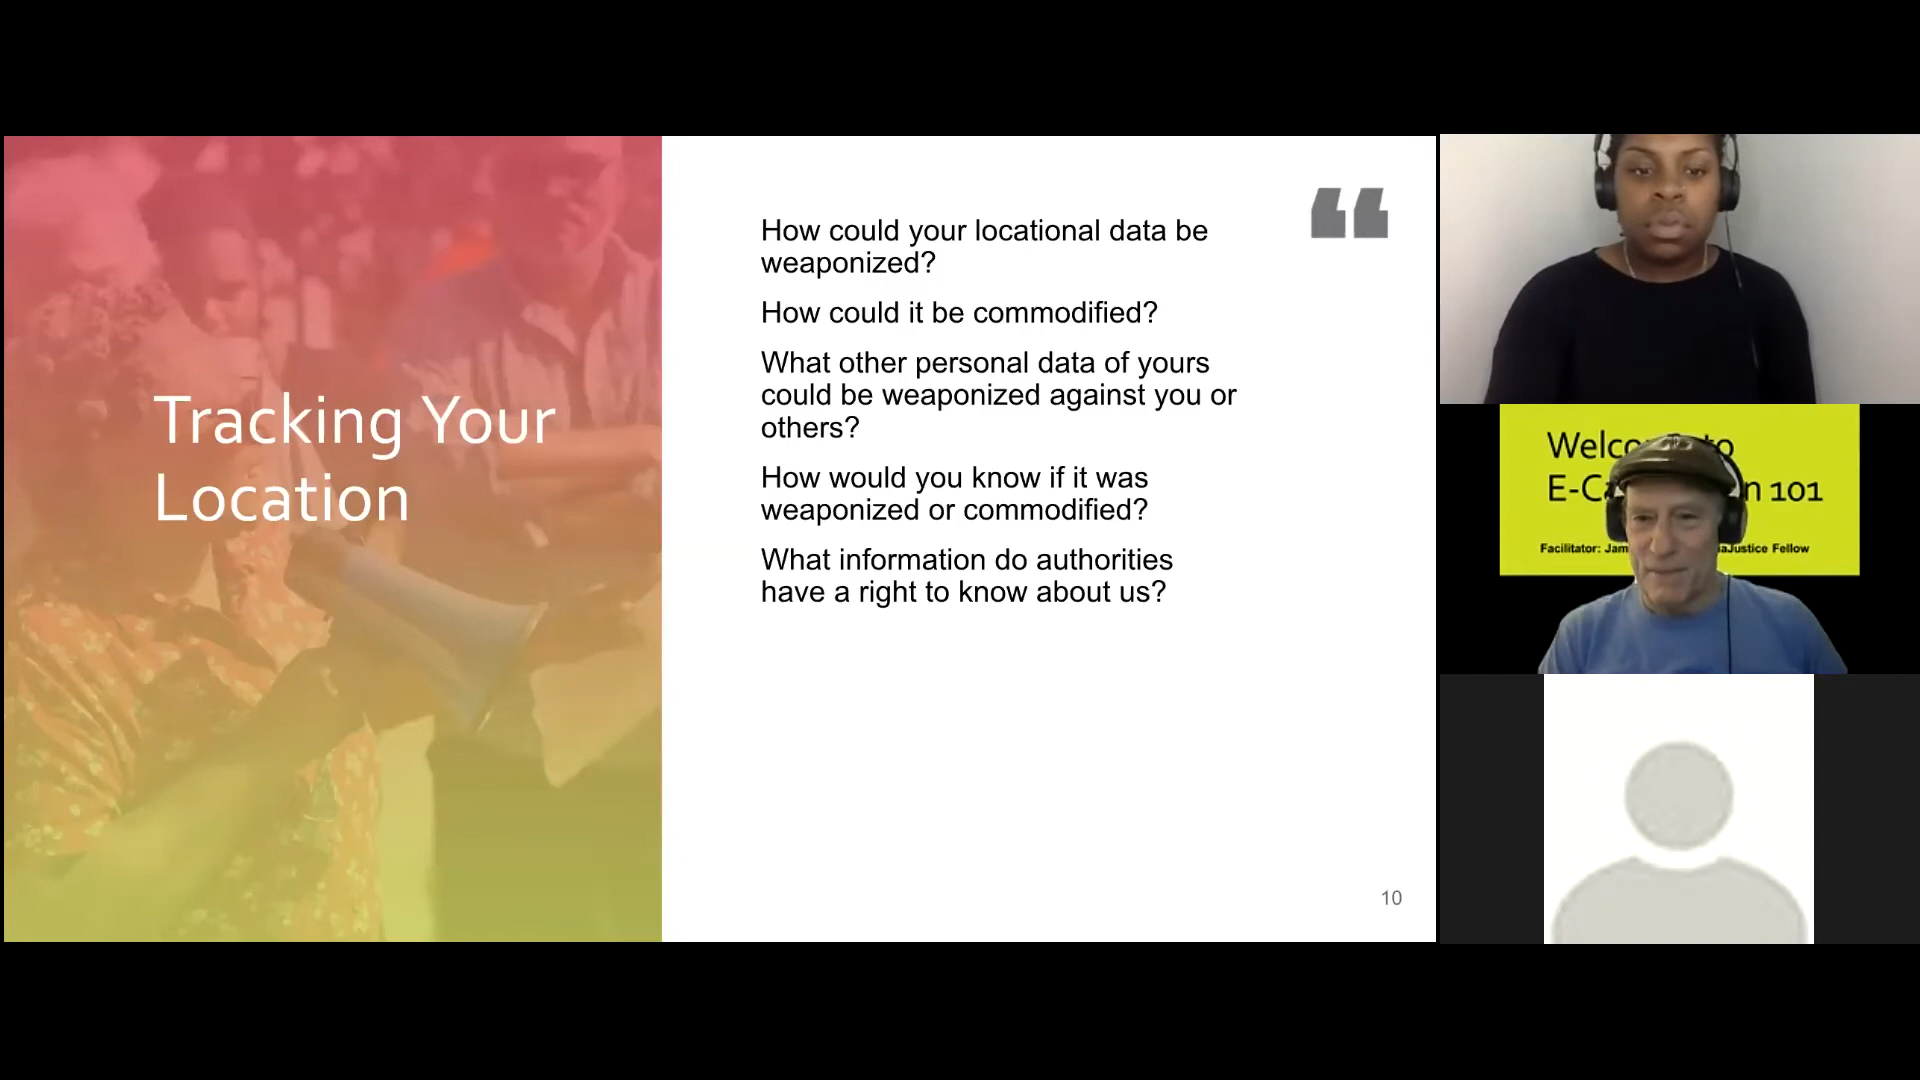 Tracking Your
Location
“
How could your locational data be
weaponized?
How could it be commodified?
What other personal data of yours
could be weaponized against you or
others?
How would you know if it was
weaponized or commodified?
What information do authorities
have a right to know about us?
10
to
101
Facilitator:
Fellow